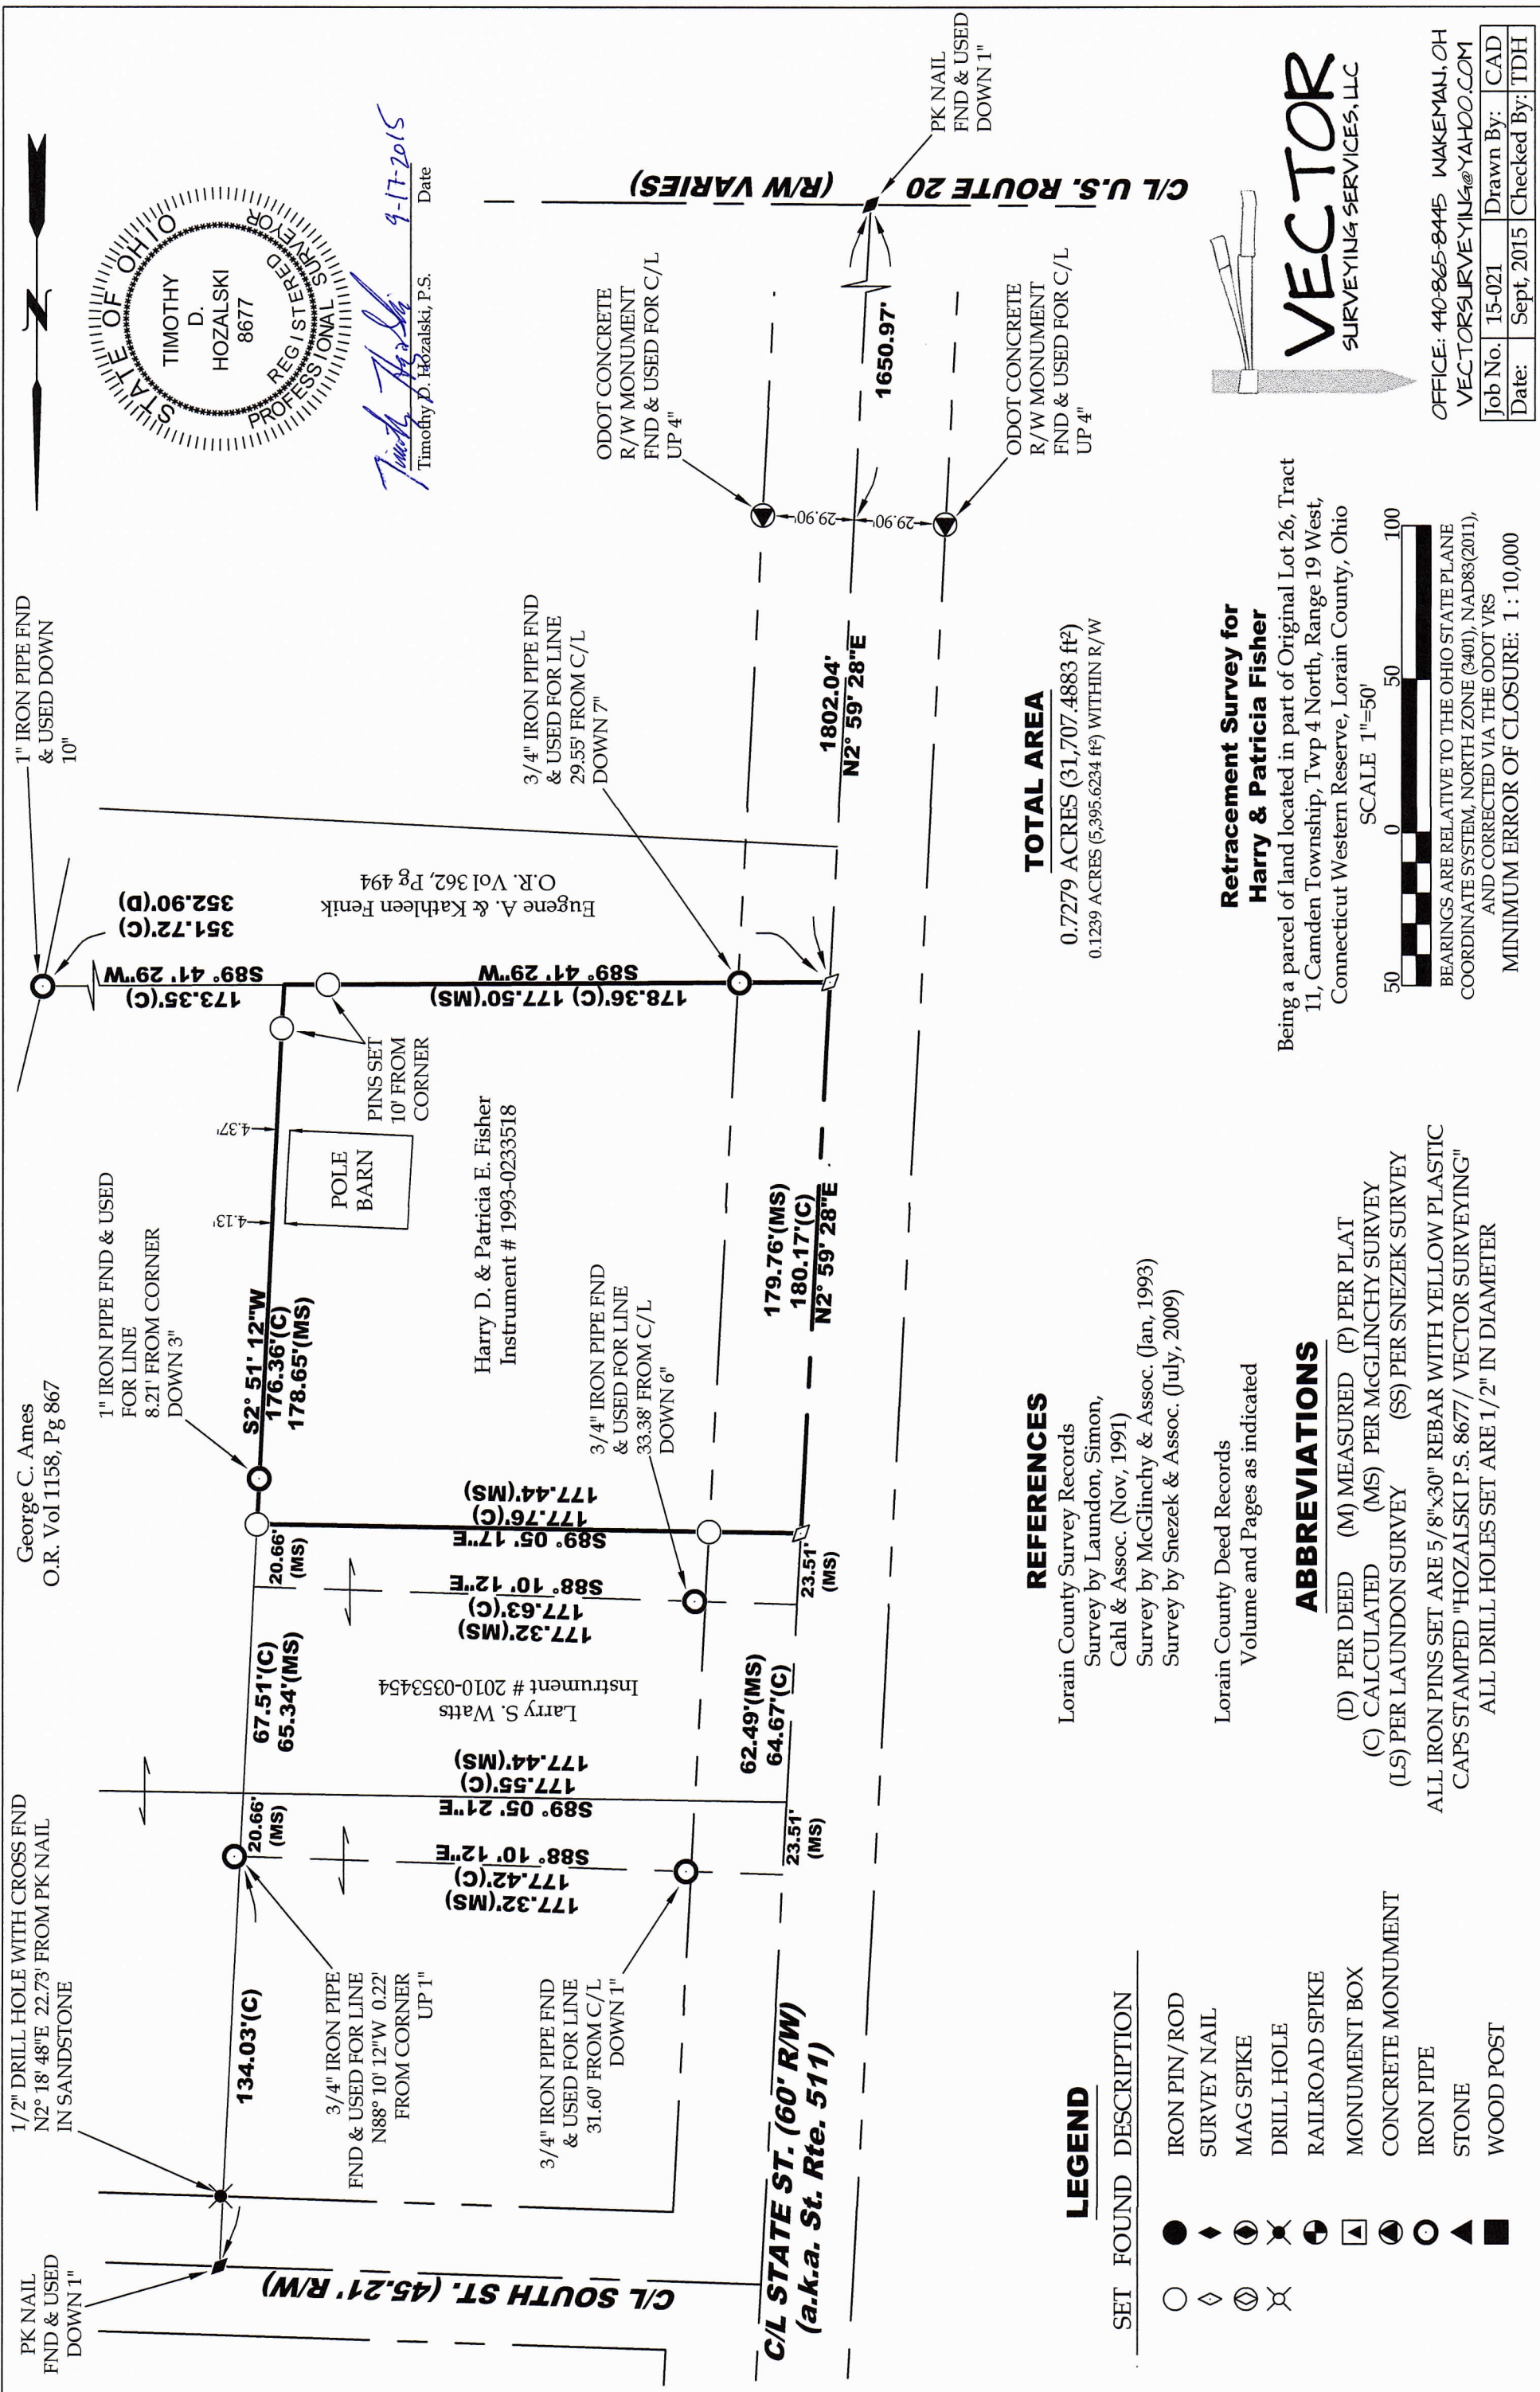 PK NAIL
FND & USED
DOWN 1"
1/2" DRILL HOLE WITH CROSS FND
N2° 18' 48"E 22.73' FROM PK NAIL
IN SANDSTONE
George C. Ames
O.R. Vol 1158, Pg 867
1" IRON PIPE FND & USED
FOR LINE
8.21' FROM CORNER
DOWN 3"
1" IRON PIPE FND
& USED DOWN
10"
N
STATE OF OHIO
TIMOTHY
D.
HOZALSKI
8677
REGISTERED
PROFESSIONAL SURVEYOR
9-17-2015
Timothy D. Hozalski, P.S.
Date
134.03'(C)
20.66'
(MS)
67.51'(C)
65.34'(MS)
20.66'
(MS)
S2° 51' 12"W
176.36'(C)
178.65'(MS)
4.13'
4.37'
POLE
BARN
PINS SET
10' FROM
CORNER
173.35'(C)
S89° 41' 29"W
351.72'(C)
352.90'(D)
Eugene A. & Kathleen Fenik
O.R. Vol 362, Pg 494
178.36'(C) 177.50'(MS)
S89° 41' 29"W
3/4" IRON PIPE
FND & USED FOR LINE
N88° 10' 12"W 0.22'
FROM CORNER
UP 1"
177.32'(MS)
177.42'(C)
S88° 10' 12"E
S89° 05' 21"E
177.55'(C)
177.44'(MS)
Larry S. Watts
Instrument # 2010-0353454
177.32'(MS)
177.63'(C)
S88° 10' 12"E
S89° 05' 17"E
177.76'(C)
177.44'(MS)
Harry D. & Patricia E. Fisher
Instrument # 1993-0233518
3/4" IRON PIPE FND
& USED FOR LINE
31.60' FROM C/L
DOWN 1"
3/4" IRON PIPE FND
& USED FOR LINE
33.38' FROM C/L
DOWN 6"
3/4" IRON PIPE FND
& USED FOR LINE
29.55' FROM C/L
DOWN 7"
ODOT CONCRETE
R/W MONUMENT
FND & USED FOR C/L
UP 4"
29.90'
29.90'
ODOT CONCRETE
R/W MONUMENT
FND & USED FOR C/L
UP 4"
C/L SOUTH ST. (45.21' R/W)
C/L STATE ST. (60' R/W)
(a.k.a. St. Rte. 511)
23.51'
(MS)
62.49'(MS)
64.67'(C)
23.51'
(MS)
179.76'(MS)
180.17'(C)
N2° 59' 28"E
1802.04'
N2° 59' 28"E
1650.97'
C/L U.S. ROUTE 20 (R/W VARIES)
PK NAIL
FND & USED
DOWN 1"
LEGEND
SET FOUND DESCRIPTION
IRON PIN/ROD
SURVEY NAIL
MAG SPIKE
DRILL HOLE
RAILROAD SPIKE
MONUMENT BOX
CONCRETE MONUMENT
IRON PIPE
STONE
WOOD POST
REFERENCES
Lorain County Survey Records
Survey by Laundon, Simon,
Cahl & Assoc. (Nov, 1991)
Survey by McGlinchy & Assoc. (Jan, 1993)
Survey by Snezek & Assoc. (July, 2009)
Lorain County Deed Records
Volume and Pages as indicated
ABBREVIATIONS
(D) PER DEED (M) MEASURED (P) PER PLAT
(C) CALCULATED (MS) PER McGLINCHY SURVEY
(LS) PER LAUNDON SURVEY (SS) PER SNEZEK SURVEY
ALL IRON PINS SET ARE 5/8"x30" REBAR WITH YELLOW PLASTIC
CAPS STAMPED "HOZALSKI P.S. 8677/ VECTOR SURVEYING"
ALL DRILL HOLES SET ARE 1/2" IN DIAMETER
TOTAL AREA
0.7279 ACRES (31,707.4883 ft²)
0.1239 ACRES (5,395.6234 ft²) WITHIN R/W
Retracement Survey for
Harry & Patricia Fisher
Being a parcel of land located in part of Original Lot 26, Tract
11, Camden Township, Twp 4 North, Range 19 West,
Connecticut Western Reserve, Lorain County, Ohio
SCALE 1"=50'
50 0 50 100
BEARINGS ARE RELATIVE TO THE OHIO STATE PLANE
COORDINATE SYSTEM, NORTH ZONE (3401), NAD83(2011),
AND CORRECTED VIA THE ODOT VRS
MINIMUM ERROR OF CLOSURE: 1 : 10,000
VECTOR
SURVEYING SERVICES, LLC
OFFICE: 440-865-8445 WAKEMAN, OH
VECTORSURVEYING@YAHOO.COM
Job No. 15-021 Drawn By: CAD
Date: Sept, 2015 Checked By: TDH